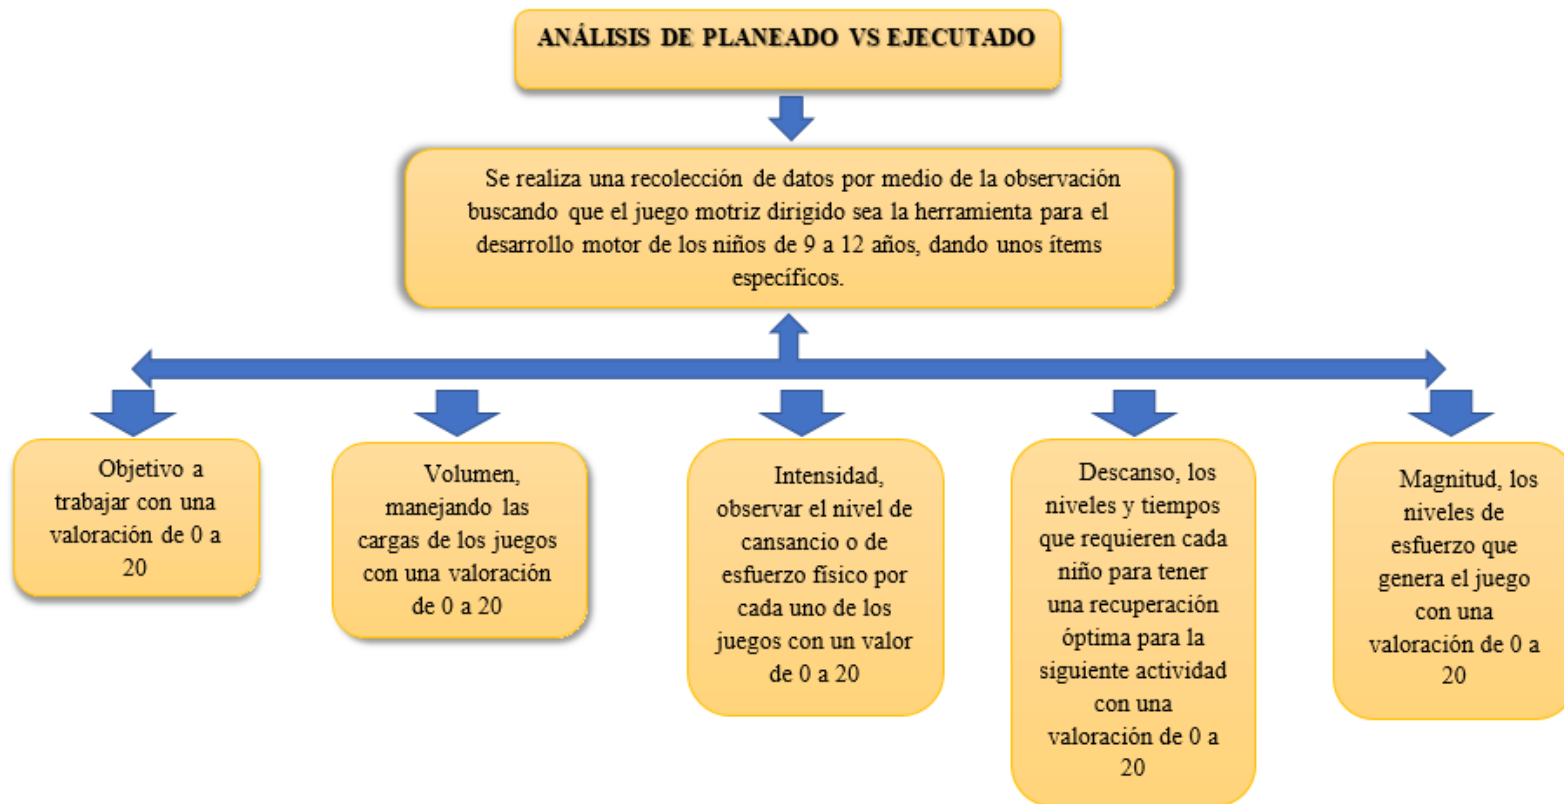 ANÁLISIS DE PLANEADO VS EJECUTADO
Se realiza una recolección de datos por medio de la observación
buscando que el juego motriz dirigido sea la herramienta para el
desarrollo motor de los niños de 9 a 12 años, dando unos ítems
específicos.
Objetivo a
trabajar con una
valoración de 0 a
20
Volumen,
manejando las
cargas de los juegos
con una valoración
de 0 a 20
Intensidad,
observar el nivel de
cansancio o de
esfuerzo físico por
cada uno de los
juegos con un valor
de 0 a 20
Descanso, los
niveles y tiempos
que requieren cada
niño para tener
una recuperación
óptima para la
siguiente actividad
con una
valoración de 0 a
20
Magnitud, los
niveles de
esfuerzo que
genera el juego
con una
valoración de 0 a
20